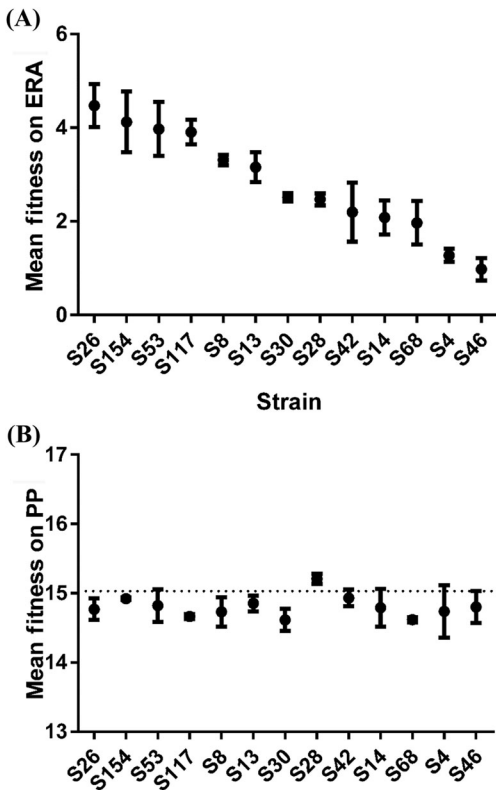 (A)
Mean fitness on ERA
6
4
2
0
S26 S154 S53 S117 S8 S13 S30 S28 S42 S14 S68 S4 S46
Strain
(B)
Mean fitness on PP
17
16
15
14
13
S26 S154 S53 S117 S8 S13 S30 S28 S42 S14 S68 S4 S46